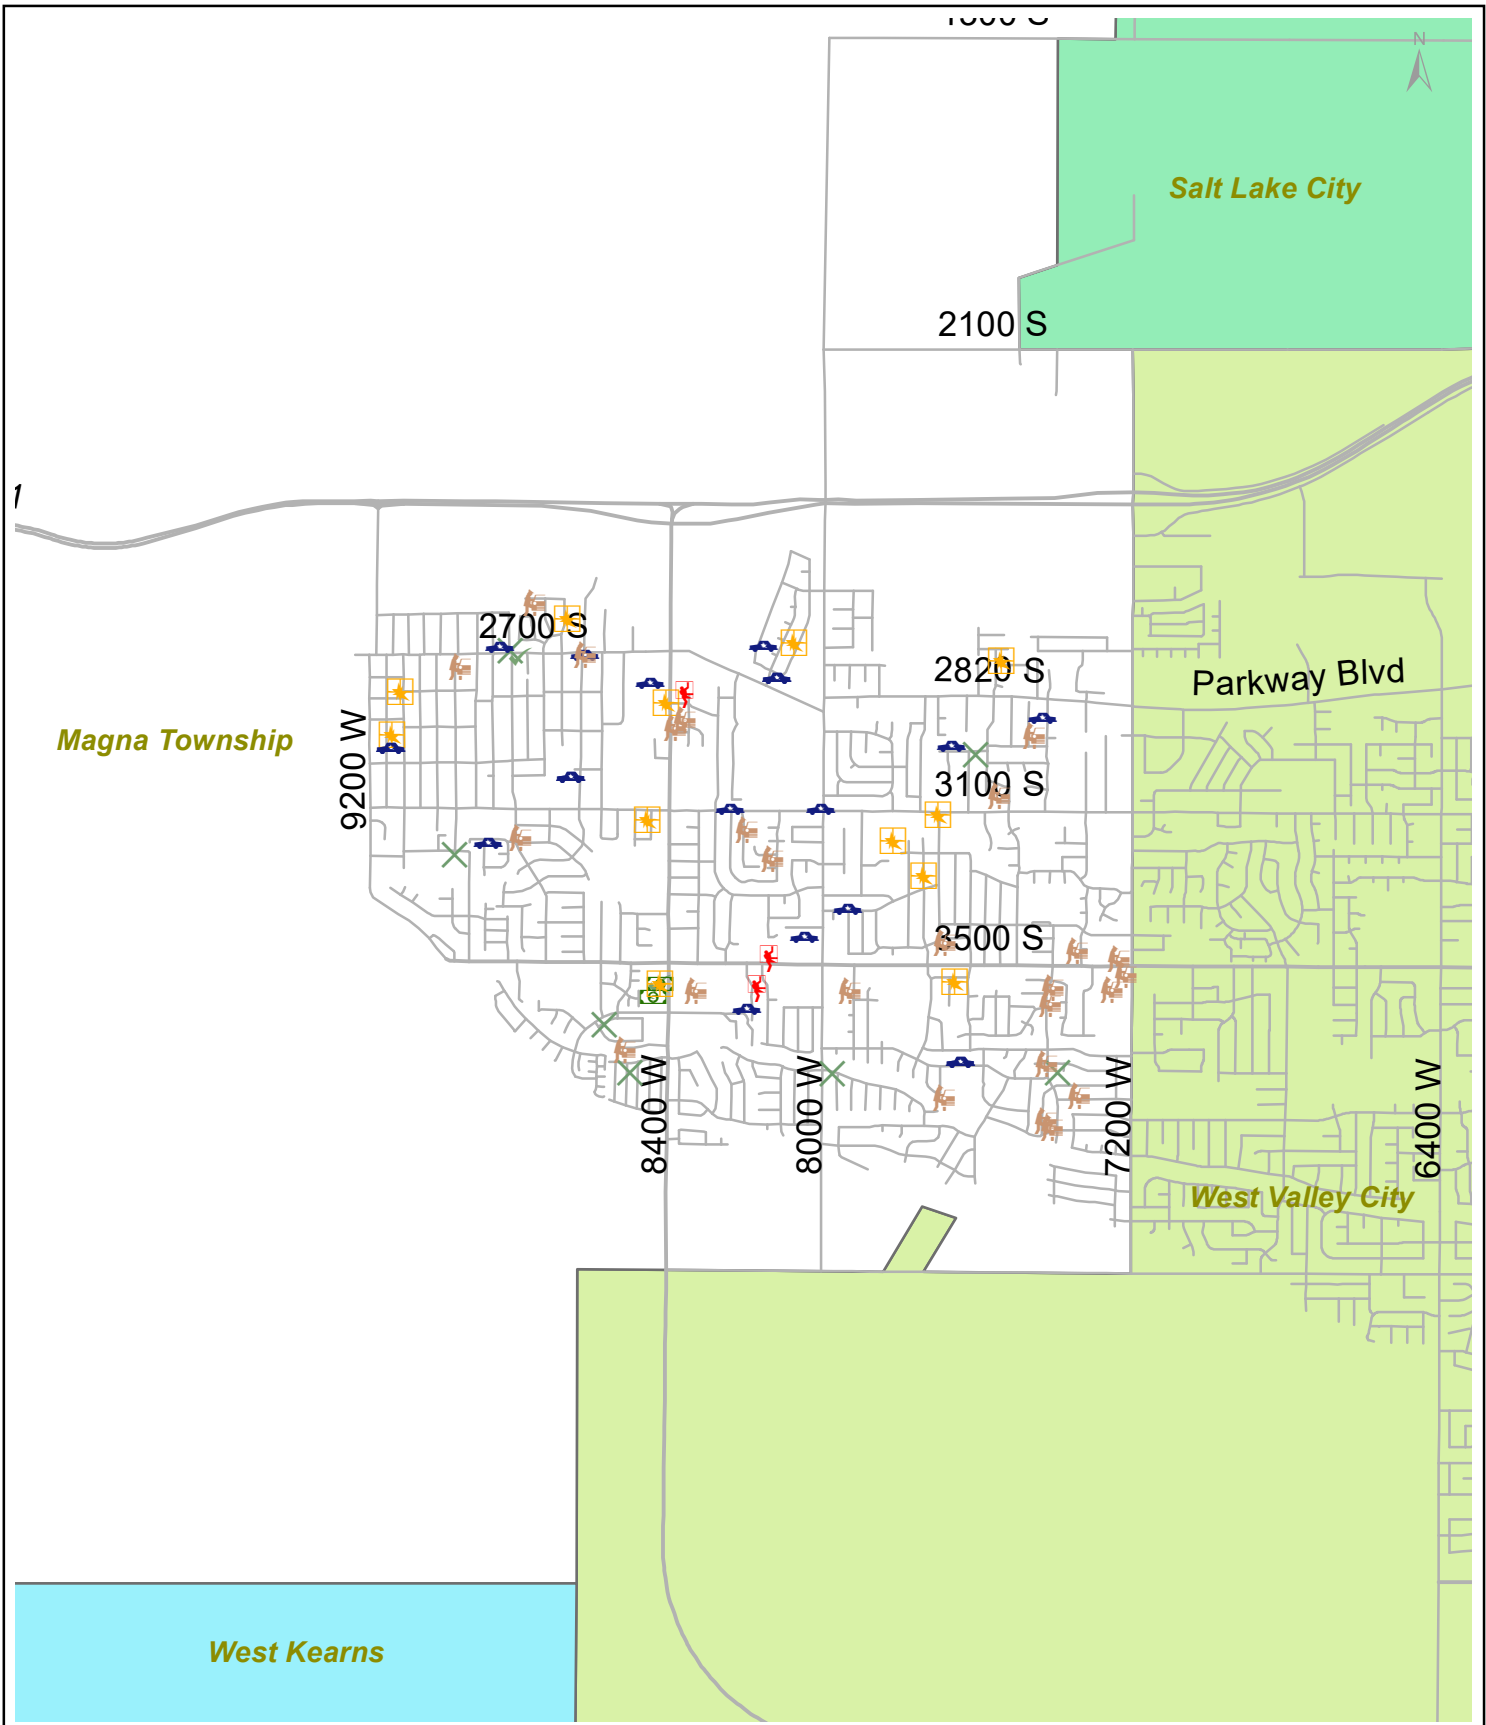 N
Salt Lake City
2100 S
2700 S
2820 S
Parkway Blvd
Magna Township
9200 W
3100 S
3500 S
8400 W
8000 W
7200 W
6400 W
West Valley City
West Kearns